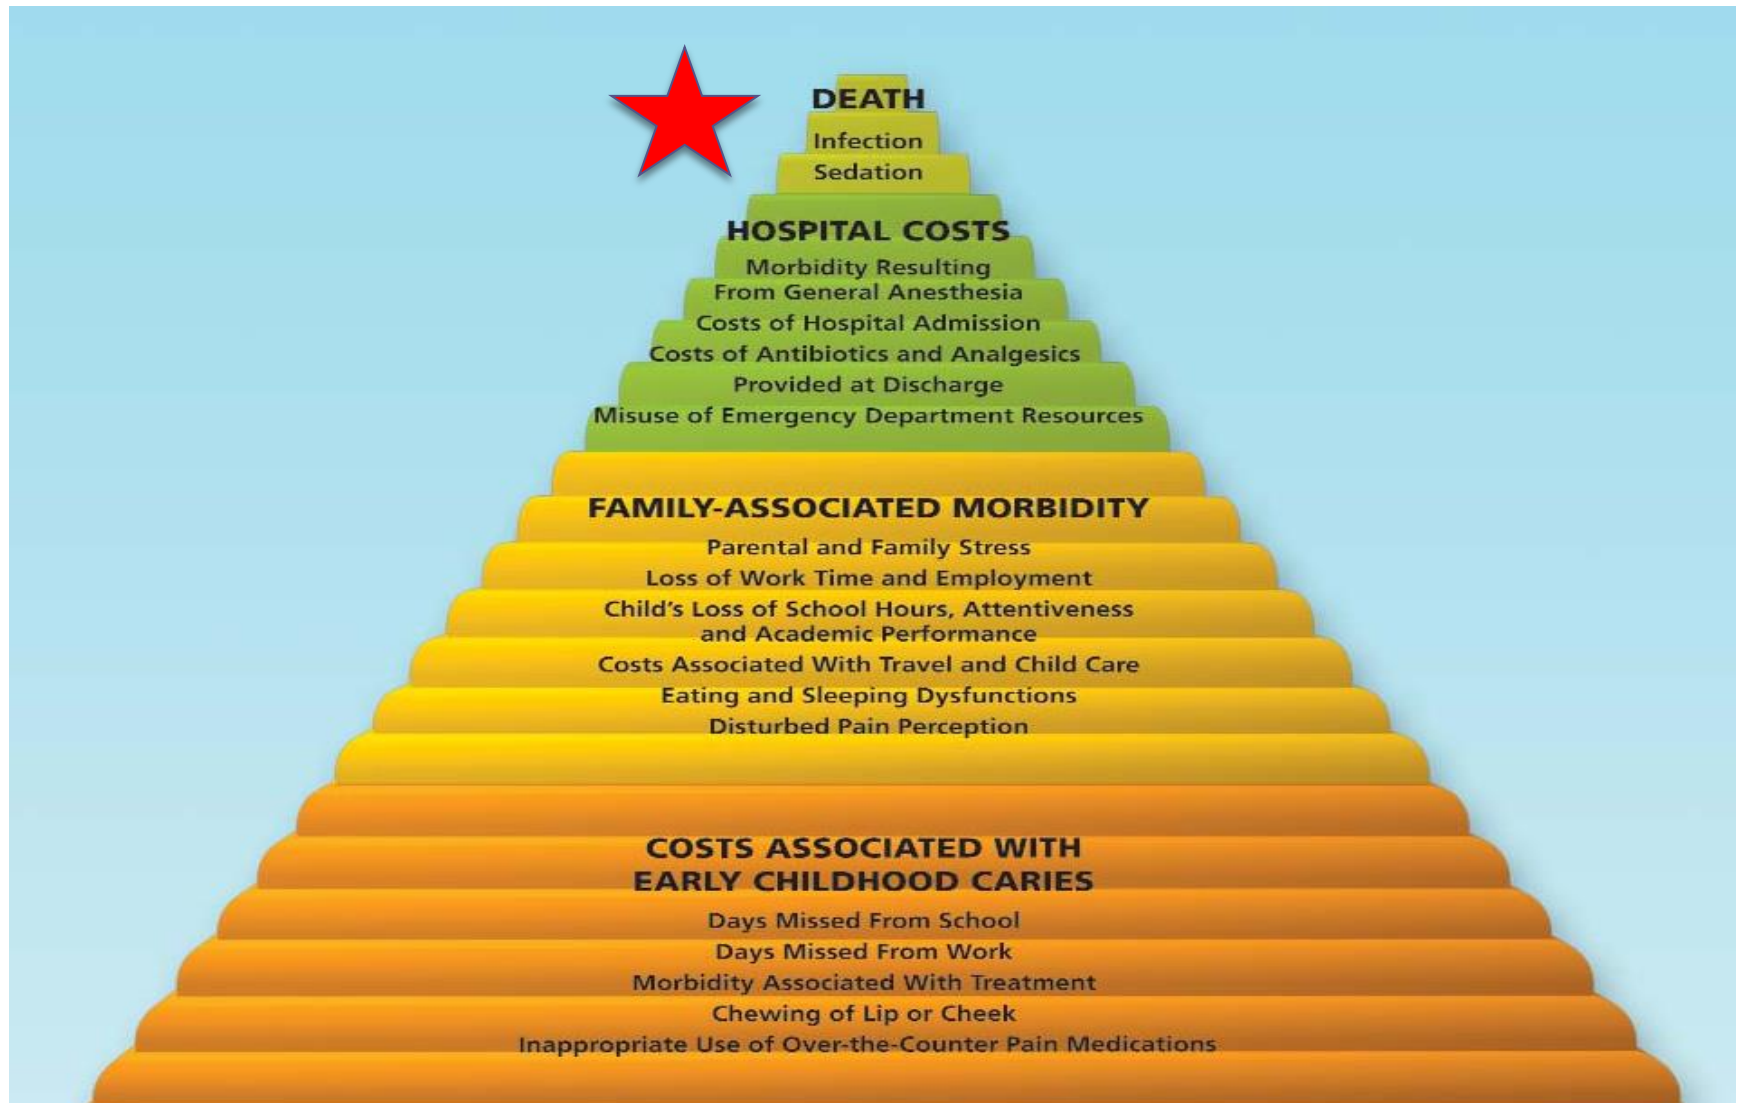 DEATH
Infection
Sedation
HOSPITAL COSTS
Morbidity Resulting
From General Anesthesia
Costs of Hospital Admission
Costs of Antibiotics and Analgesics
Provided at Discharge
Misuse of Emergency Department Resources
FAMILY-ASSOCIATED MORBIDITY
Parental and Family Stress
Loss of Work Time and Employment
Child’s Loss of School Hours, Attentiveness
and Academic Performance
Costs Associated With Travel and Child Care
Eating and Sleeping Dysfunctions
Disturbed Pain Perception
COSTS ASSOCIATED WITH
EARLY CHILDHOOD CARIES
Days Missed From School
Days Missed From Work
Morbidity Associated With Treatment
Chewing of Lip or Cheek
Inappropriate Use of Over-the-Counter Pain Medications